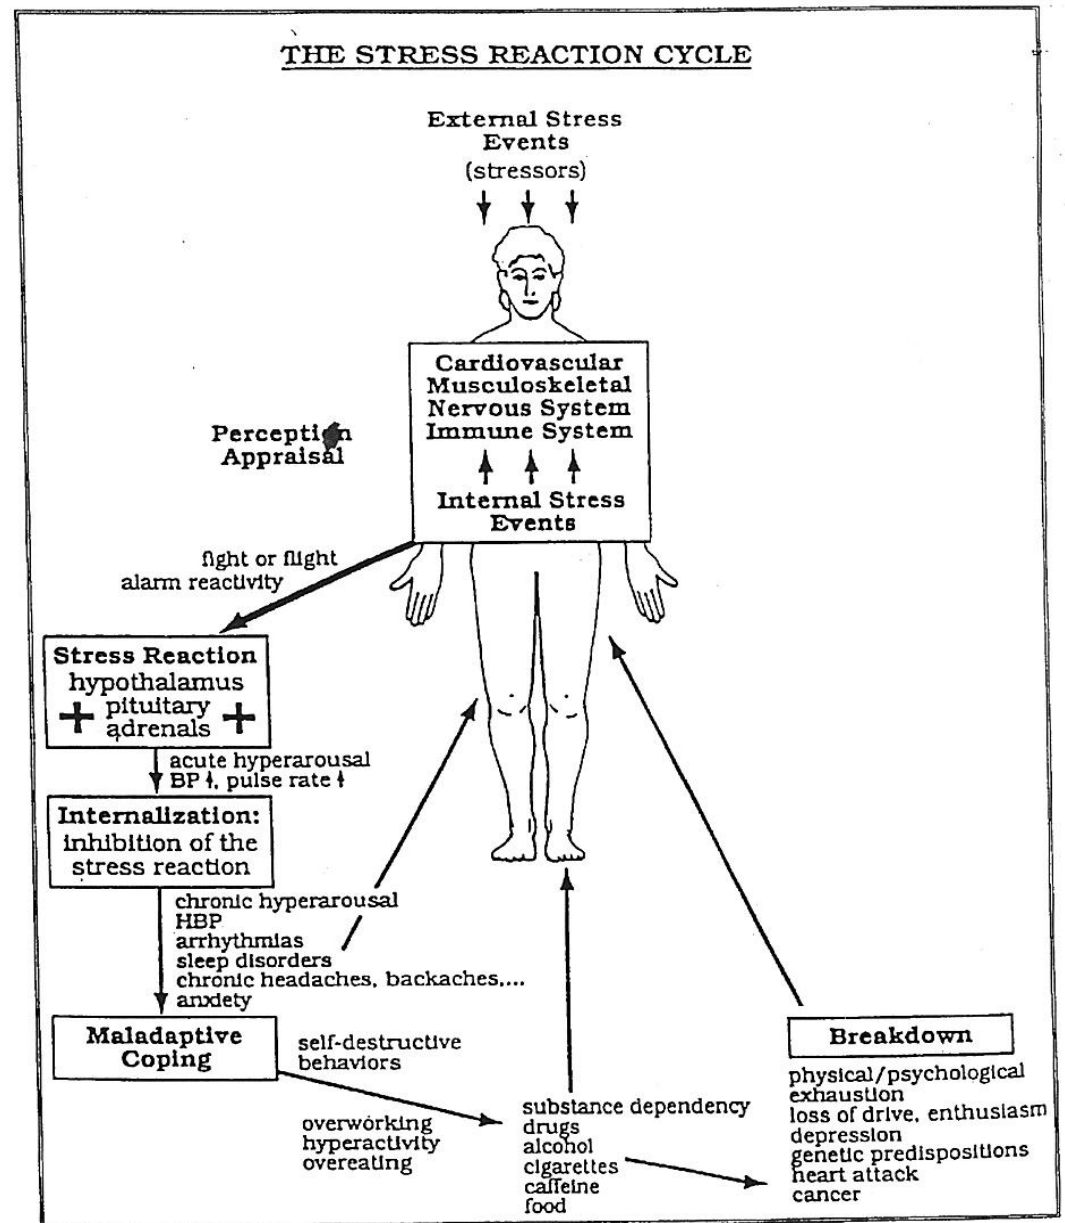 THE STRESS REACTION CYCLE
External Stress
Events
(stressors)
Cardiovascular
Musculoskeletal
Nervous System
Immune System
Internal Stress
Events
Perception
Appraisal
fight or flight
alarm reactivity
Stress Reaction
hypothalamus
+ pituitary +
adrenals
acute hyperarousal
BP ↑, pulse rate ↑
Internalization:
inhibition of the
stress reaction
chronic hyperarousal
HBP
arrhythmias
sleep disorders
chronic headaches, backaches,...
anxiety
Maladaptive
Coping
self-destructive
behaviors
overworking
hyperactivity
overeating
substance dependency
drugs
alcohol
cigarettes
caffeine
food
Breakdown
physical/psychological
exhaustion
loss of drive, enthusiasm
depression
genetic predispositions
heart attack
cancer